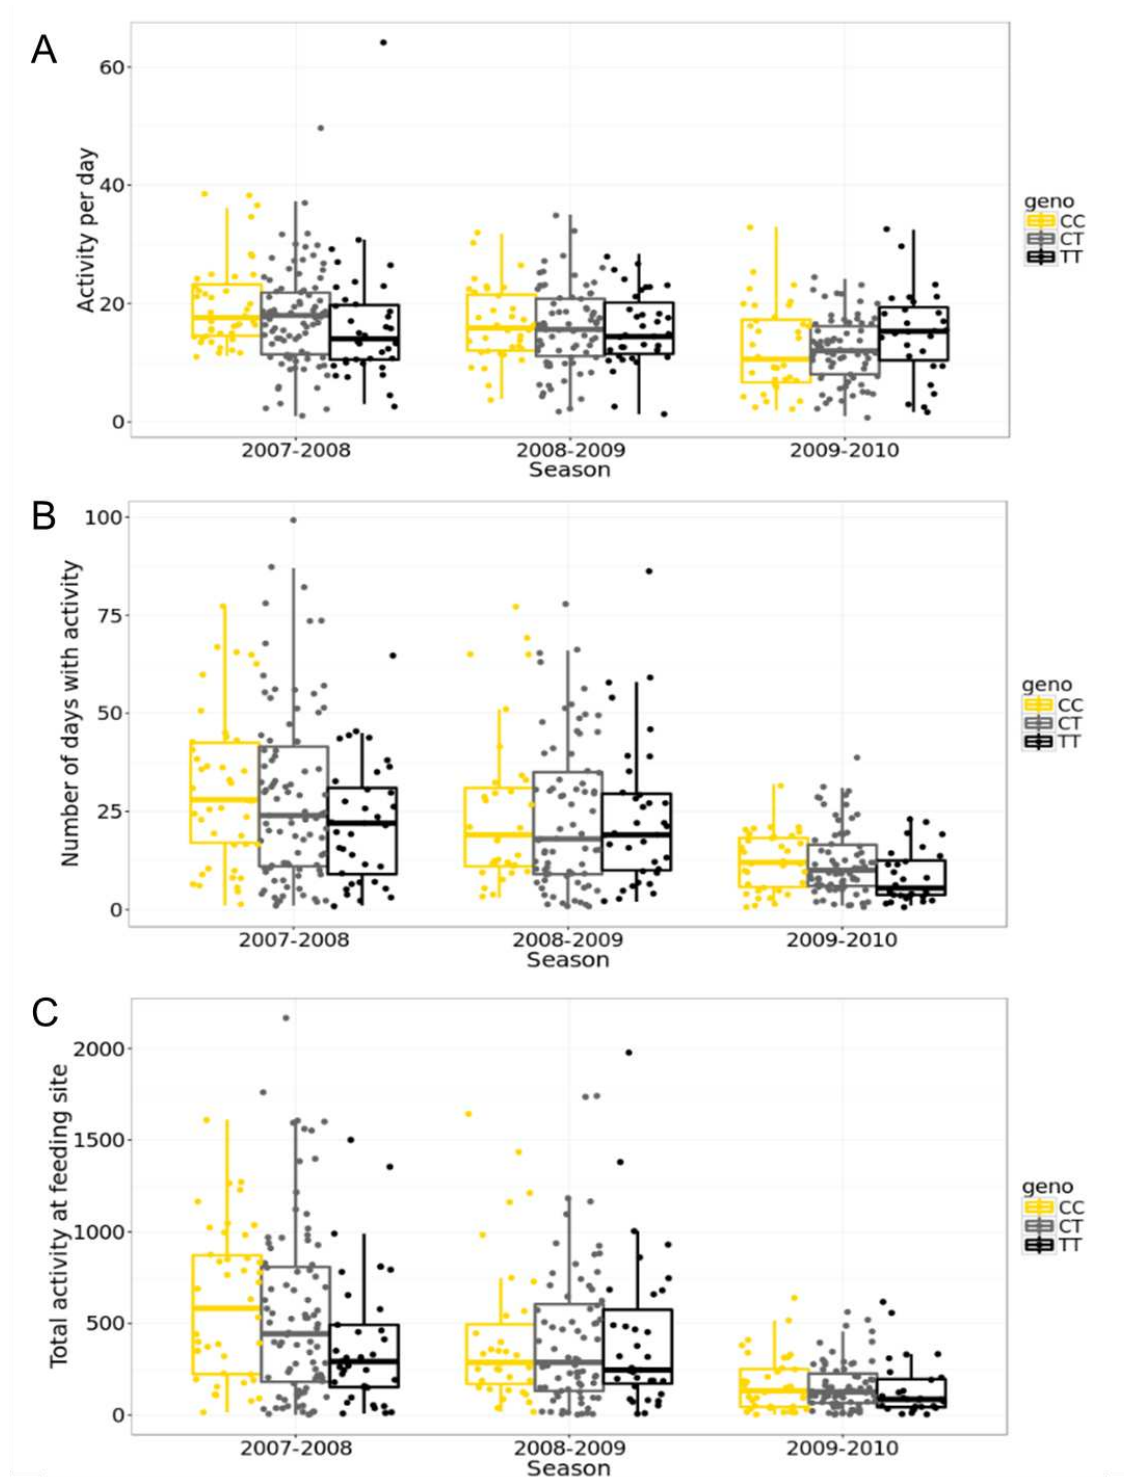 A
Activity per day
60
40
20
0
2007-2008
2008-2009
2009-2010
Season
geno
CC
CT
TT
B
Number of days with activity
100
75
50
25
0
2007-2008
2008-2009
2009-2010
Season
geno
CC
CT
TT
C
Total activity at feeding site
2000
1500
1000
500
0
2007-2008
2008-2009
2009-2010
Season
geno
CC
CT
TT